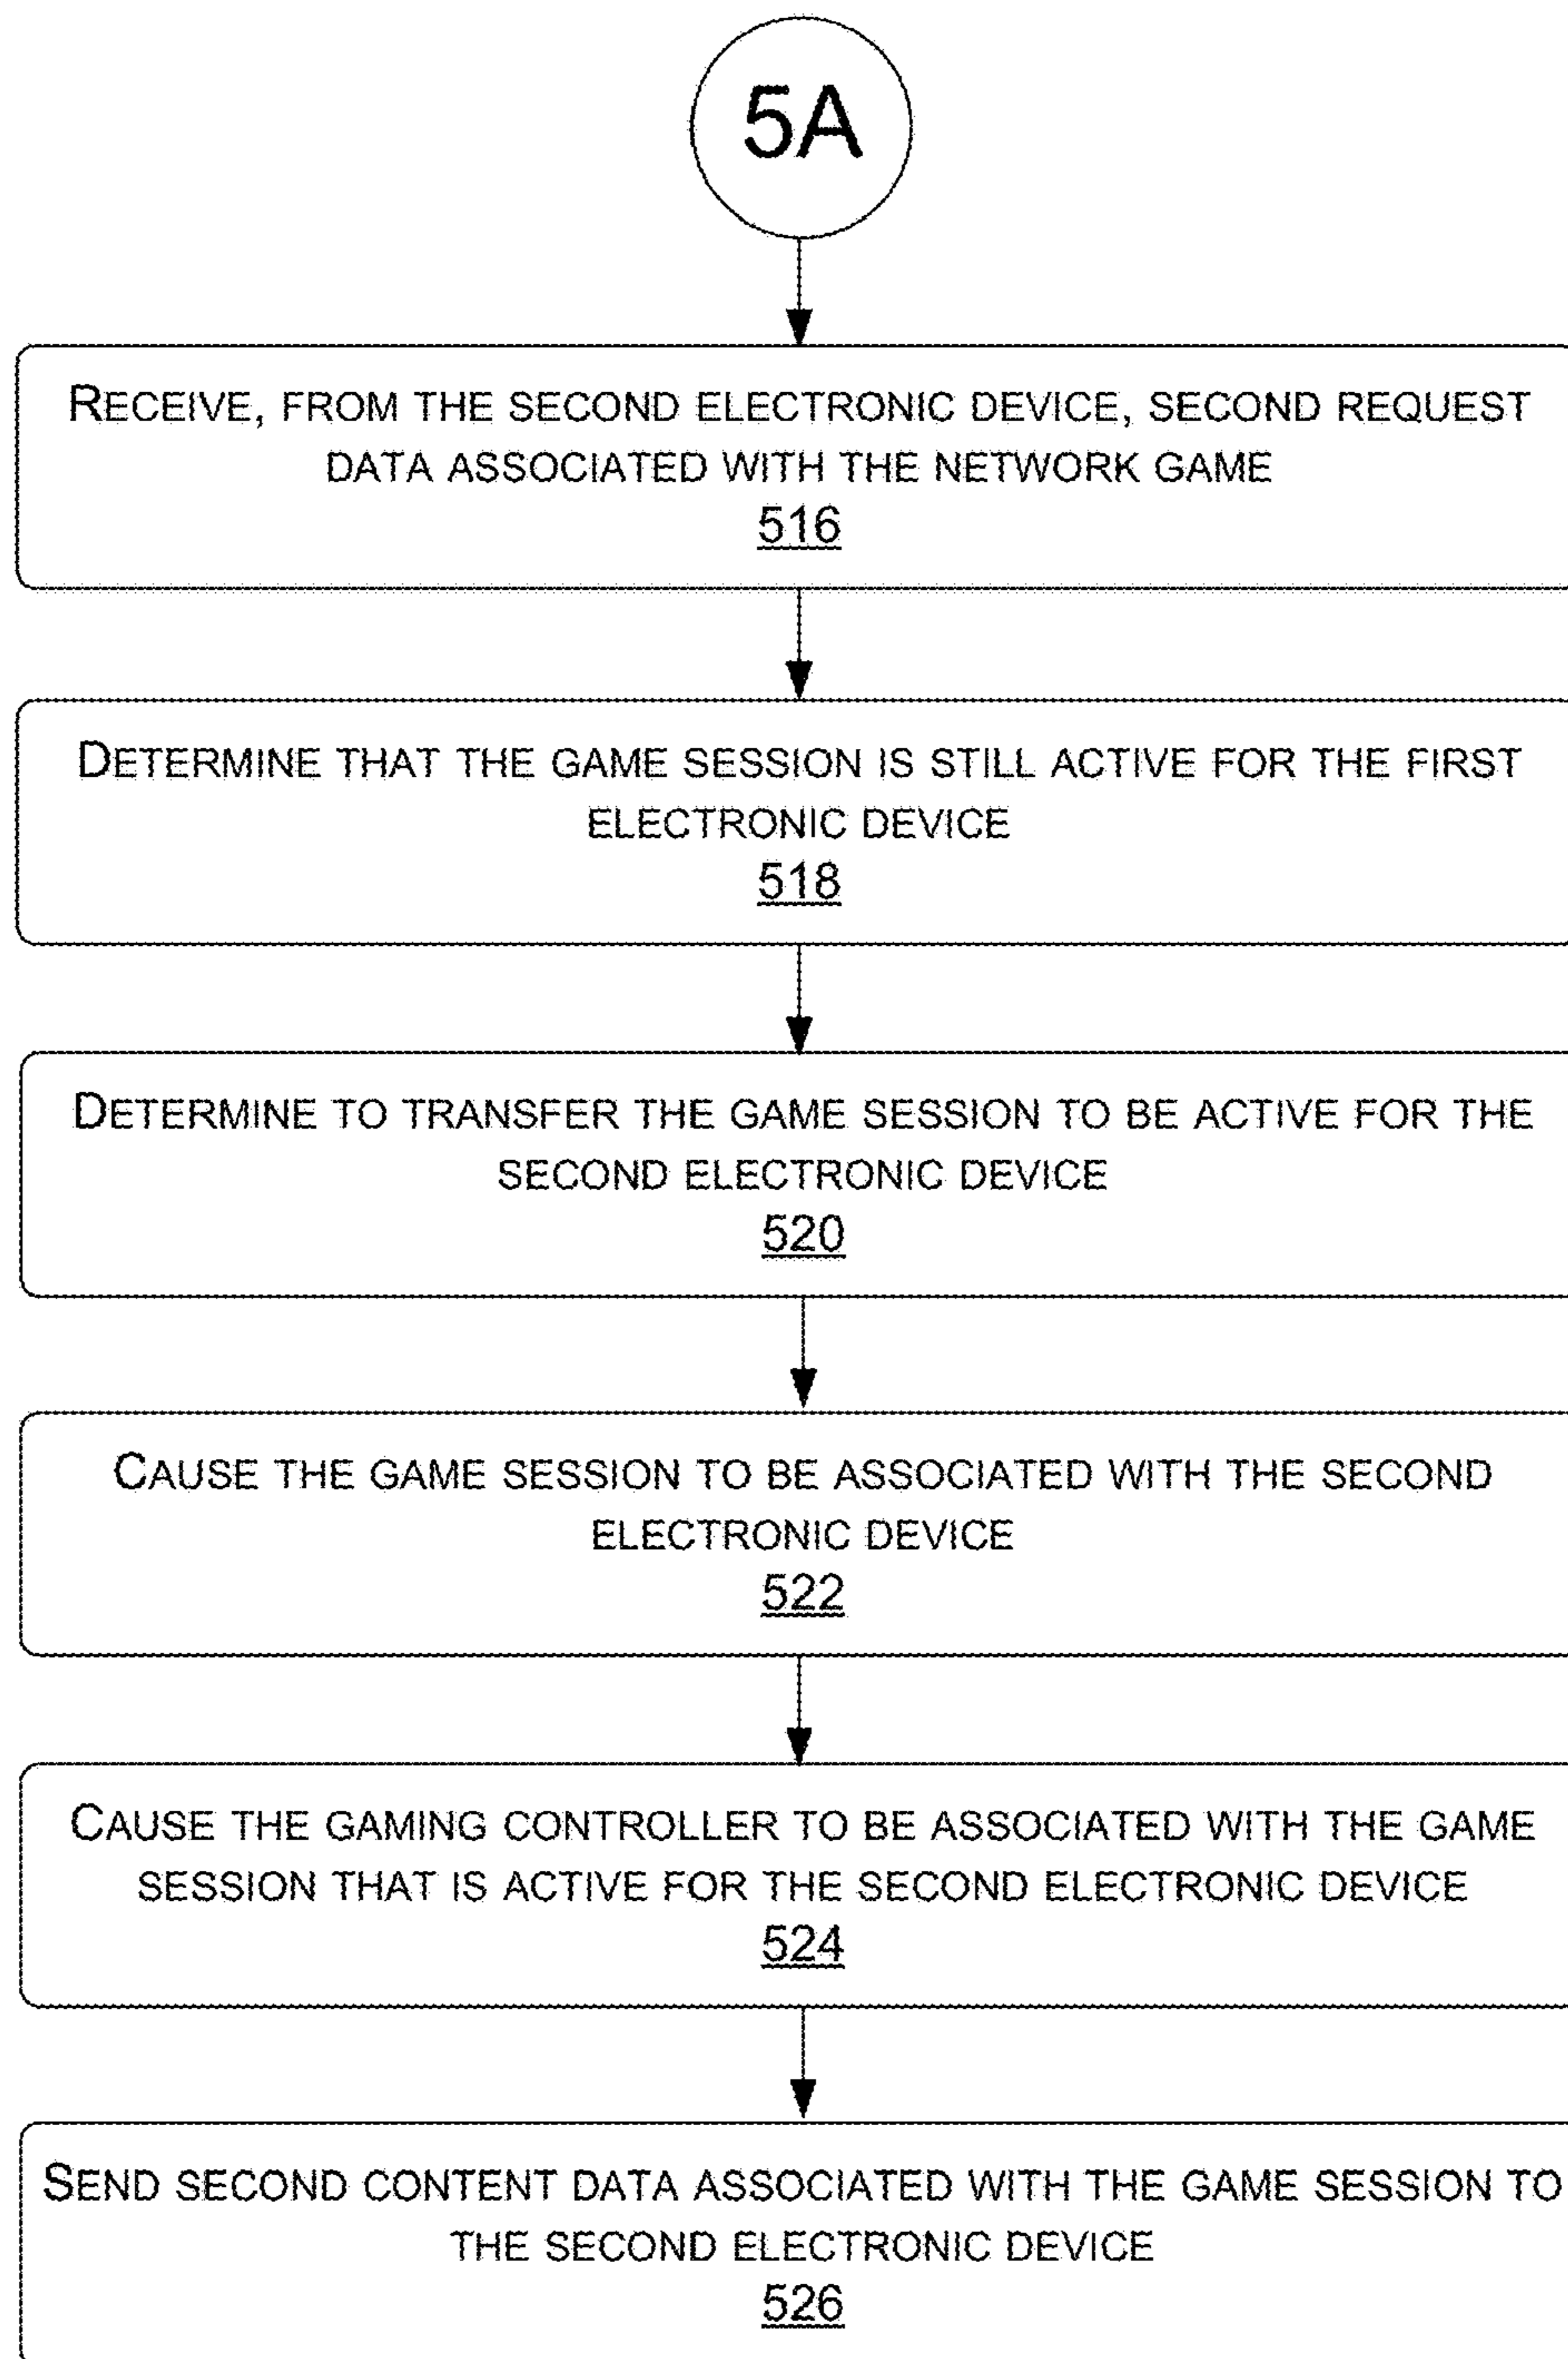 5A
RECEIVE, FROM THE SECOND ELECTRONIC DEVICE, SECOND REQUEST
DATA ASSOCIATED WITH THE NETWORK GAME
516
DETERMINE THAT THE GAME SESSION IS STILL ACTIVE FOR THE FIRST
ELECTRONIC DEVICE
518
DETERMINE TO TRANSFER THE GAME SESSION TO BE ACTIVE FOR THE
SECOND ELECTRONIC DEVICE
520
CAUSE THE GAME SESSION TO BE ASSOCIATED WITH THE SECOND
ELECTRONIC DEVICE
522
CAUSE THE GAMING CONTROLLER TO BE ASSOCIATED WITH THE GAME
SESSION THAT IS ACTIVE FOR THE SECOND ELECTRONIC DEVICE
524
SEND SECOND CONTENT DATA ASSOCIATED WITH THE GAME SESSION TO
THE SECOND ELECTRONIC DEVICE
526